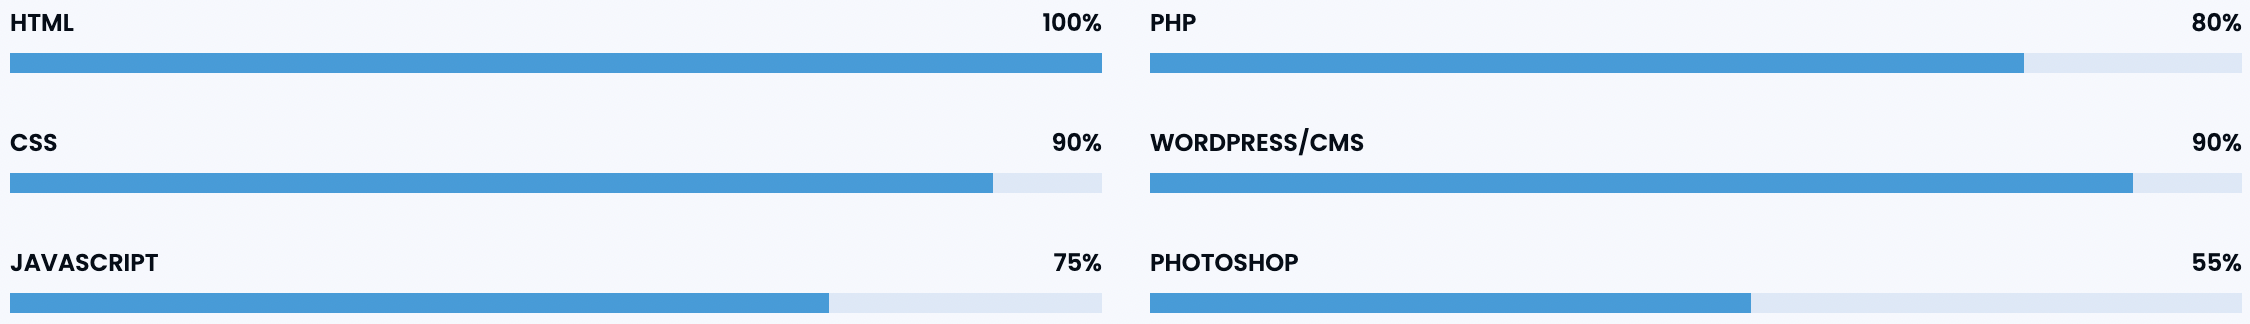 HTML 100%
CSS 90%
JAVASCRIPT 75%
PHP 80%
WORDPRESS/CMS 90%
PHOTOSHOP 55%